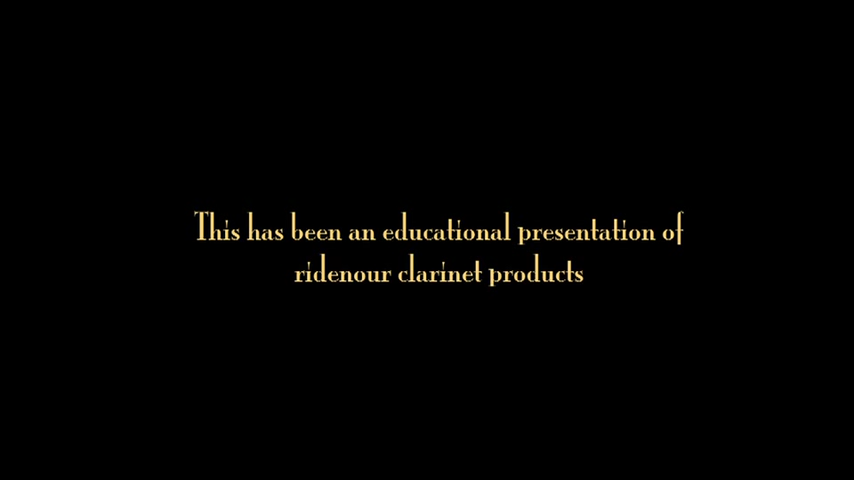 This has been an educational presentation of
ridenour clarinet products